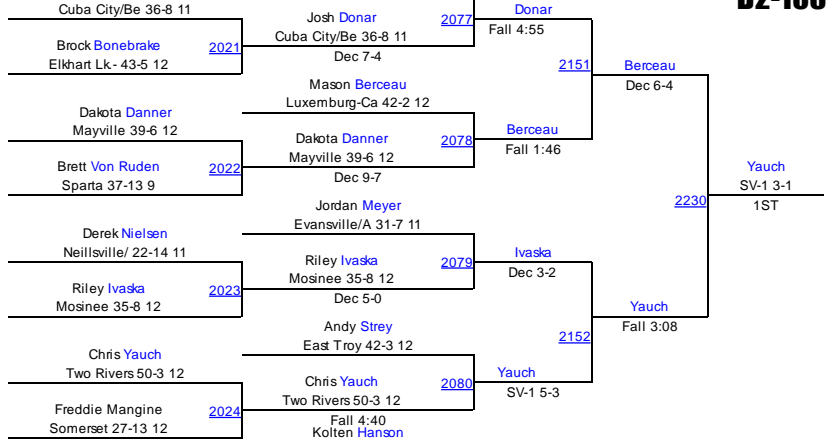 Cuba City/Be 36-8 11
Brock Bonebrake
Elkhart Lk.- 43-5 12
2021
Dakota Danner
Mayville 39-6 12
Brett Von Ruden
Sparta 37-13 9
2022
Derek Nielsen
Neillsville/ 22-14 11
Riley Ivaska
Mosinee 35-8 12
2023
Chris Yauch
Two Rivers 50-3 12
Freddie Mangine
Somerset 27-13 12
2024
Josh Donar
Cuba City/Be 36-8 11
Dec 7-4
2077
Mason Berceau
Luxemburg-Ca 42-2 12
Dakota Danner
Mayville 39-6 12
Dec 9-7
2078
Jordan Meyer
Evansville/A 31-7 11
Riley Ivaska
Mosinee 35-8 12
Dec 5-0
2079
Andy Strey
East Troy 42-3 12
Chris Yauch
Two Rivers 50-3 12
Fall 4:40
Kolten Hanson
2080
Donar
Fall 4:55
2151
Berceau
Fall 1:46
Ivaska
Dec 3-2
2152
Yauch
SV-1 5-3
Berceau
Dec 6-4
2230
Yauch
Fall 3:08
Yauch
SV-1 3-1
1ST